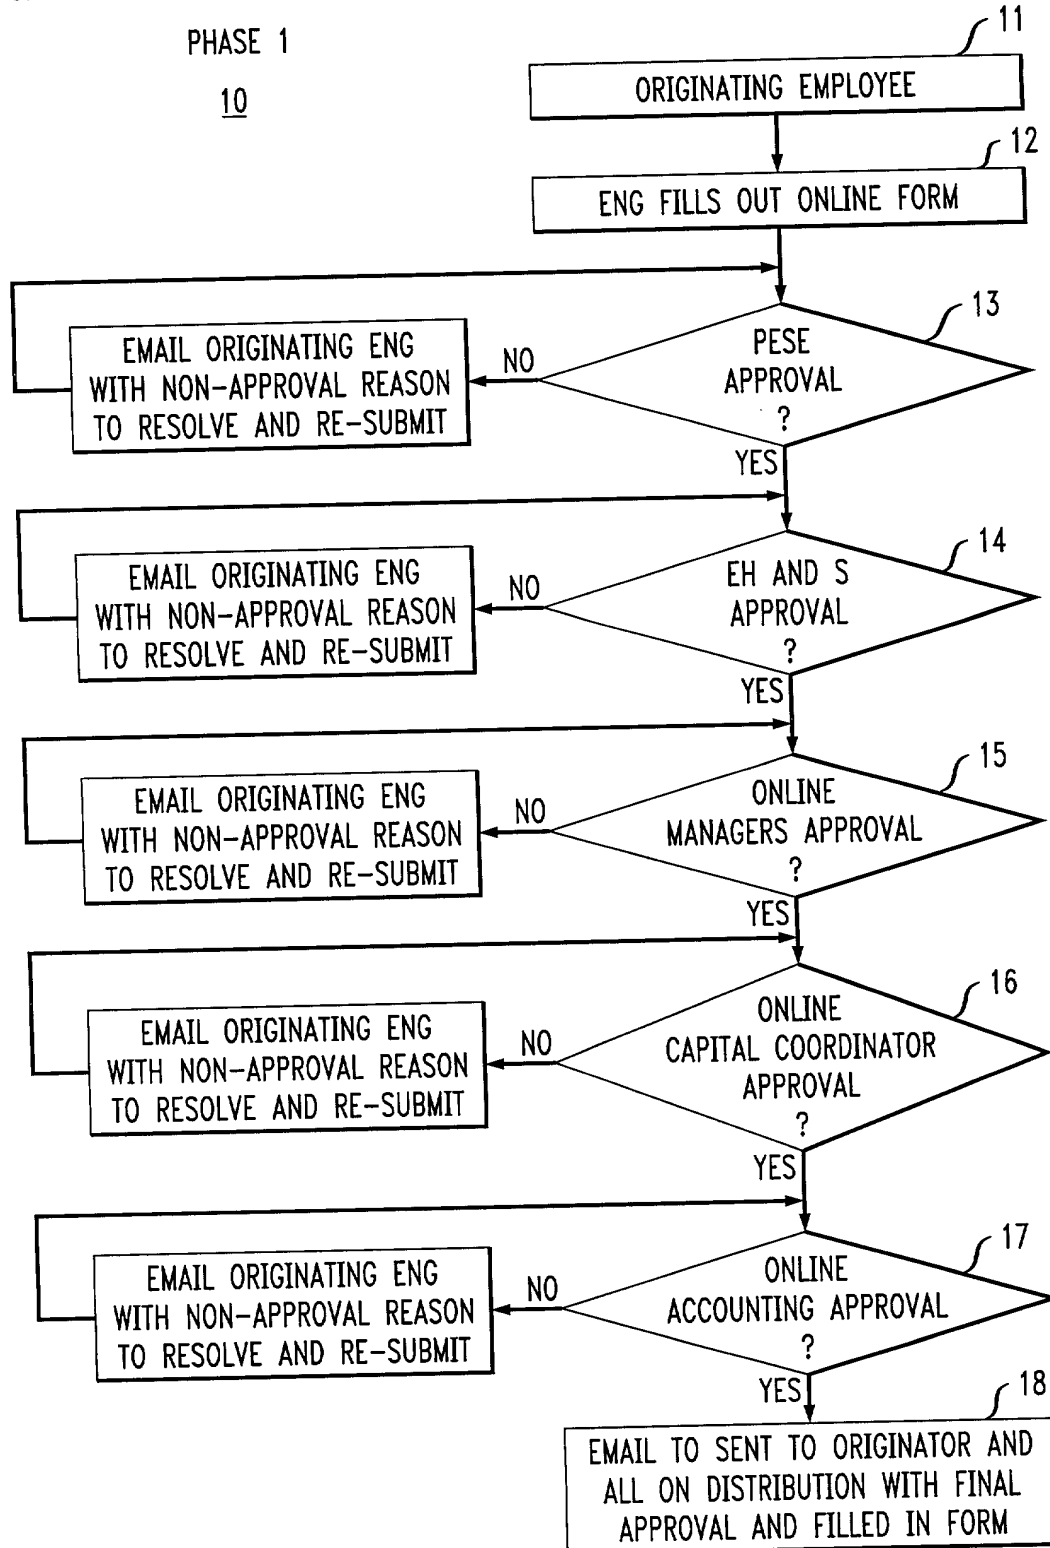 PHASE 1
10
11
ORIGINATING EMPLOYEE
12
ENG FILLS OUT ONLINE FORM
13
PESE
APPROVAL
?
NO
EMAIL ORIGINATING ENG
WITH NON-APPROVAL REASON
TO RESOLVE AND RE-SUBMIT
YES
14
EH AND S
APPROVAL
?
NO
EMAIL ORIGINATING ENG
WITH NON-APPROVAL REASON
TO RESOLVE AND RE-SUBMIT
YES
15
ONLINE
MANAGERS APPROVAL
?
NO
EMAIL ORIGINATING ENG
WITH NON-APPROVAL REASON
TO RESOLVE AND RE-SUBMIT
YES
16
ONLINE
CAPITAL COORDINATOR
APPROVAL
?
NO
EMAIL ORIGINATING ENG
WITH NON-APPROVAL REASON
TO RESOLVE AND RE-SUBMIT
YES
17
ONLINE
ACCOUNTING APPROVAL
?
NO
EMAIL ORIGINATING ENG
WITH NON-APPROVAL REASON
TO RESOLVE AND RE-SUBMIT
YES
18
EMAIL TO SENT TO ORIGINATOR AND
ALL ON DISTRIBUTION WITH FINAL
APPROVAL AND FILLED IN FORM